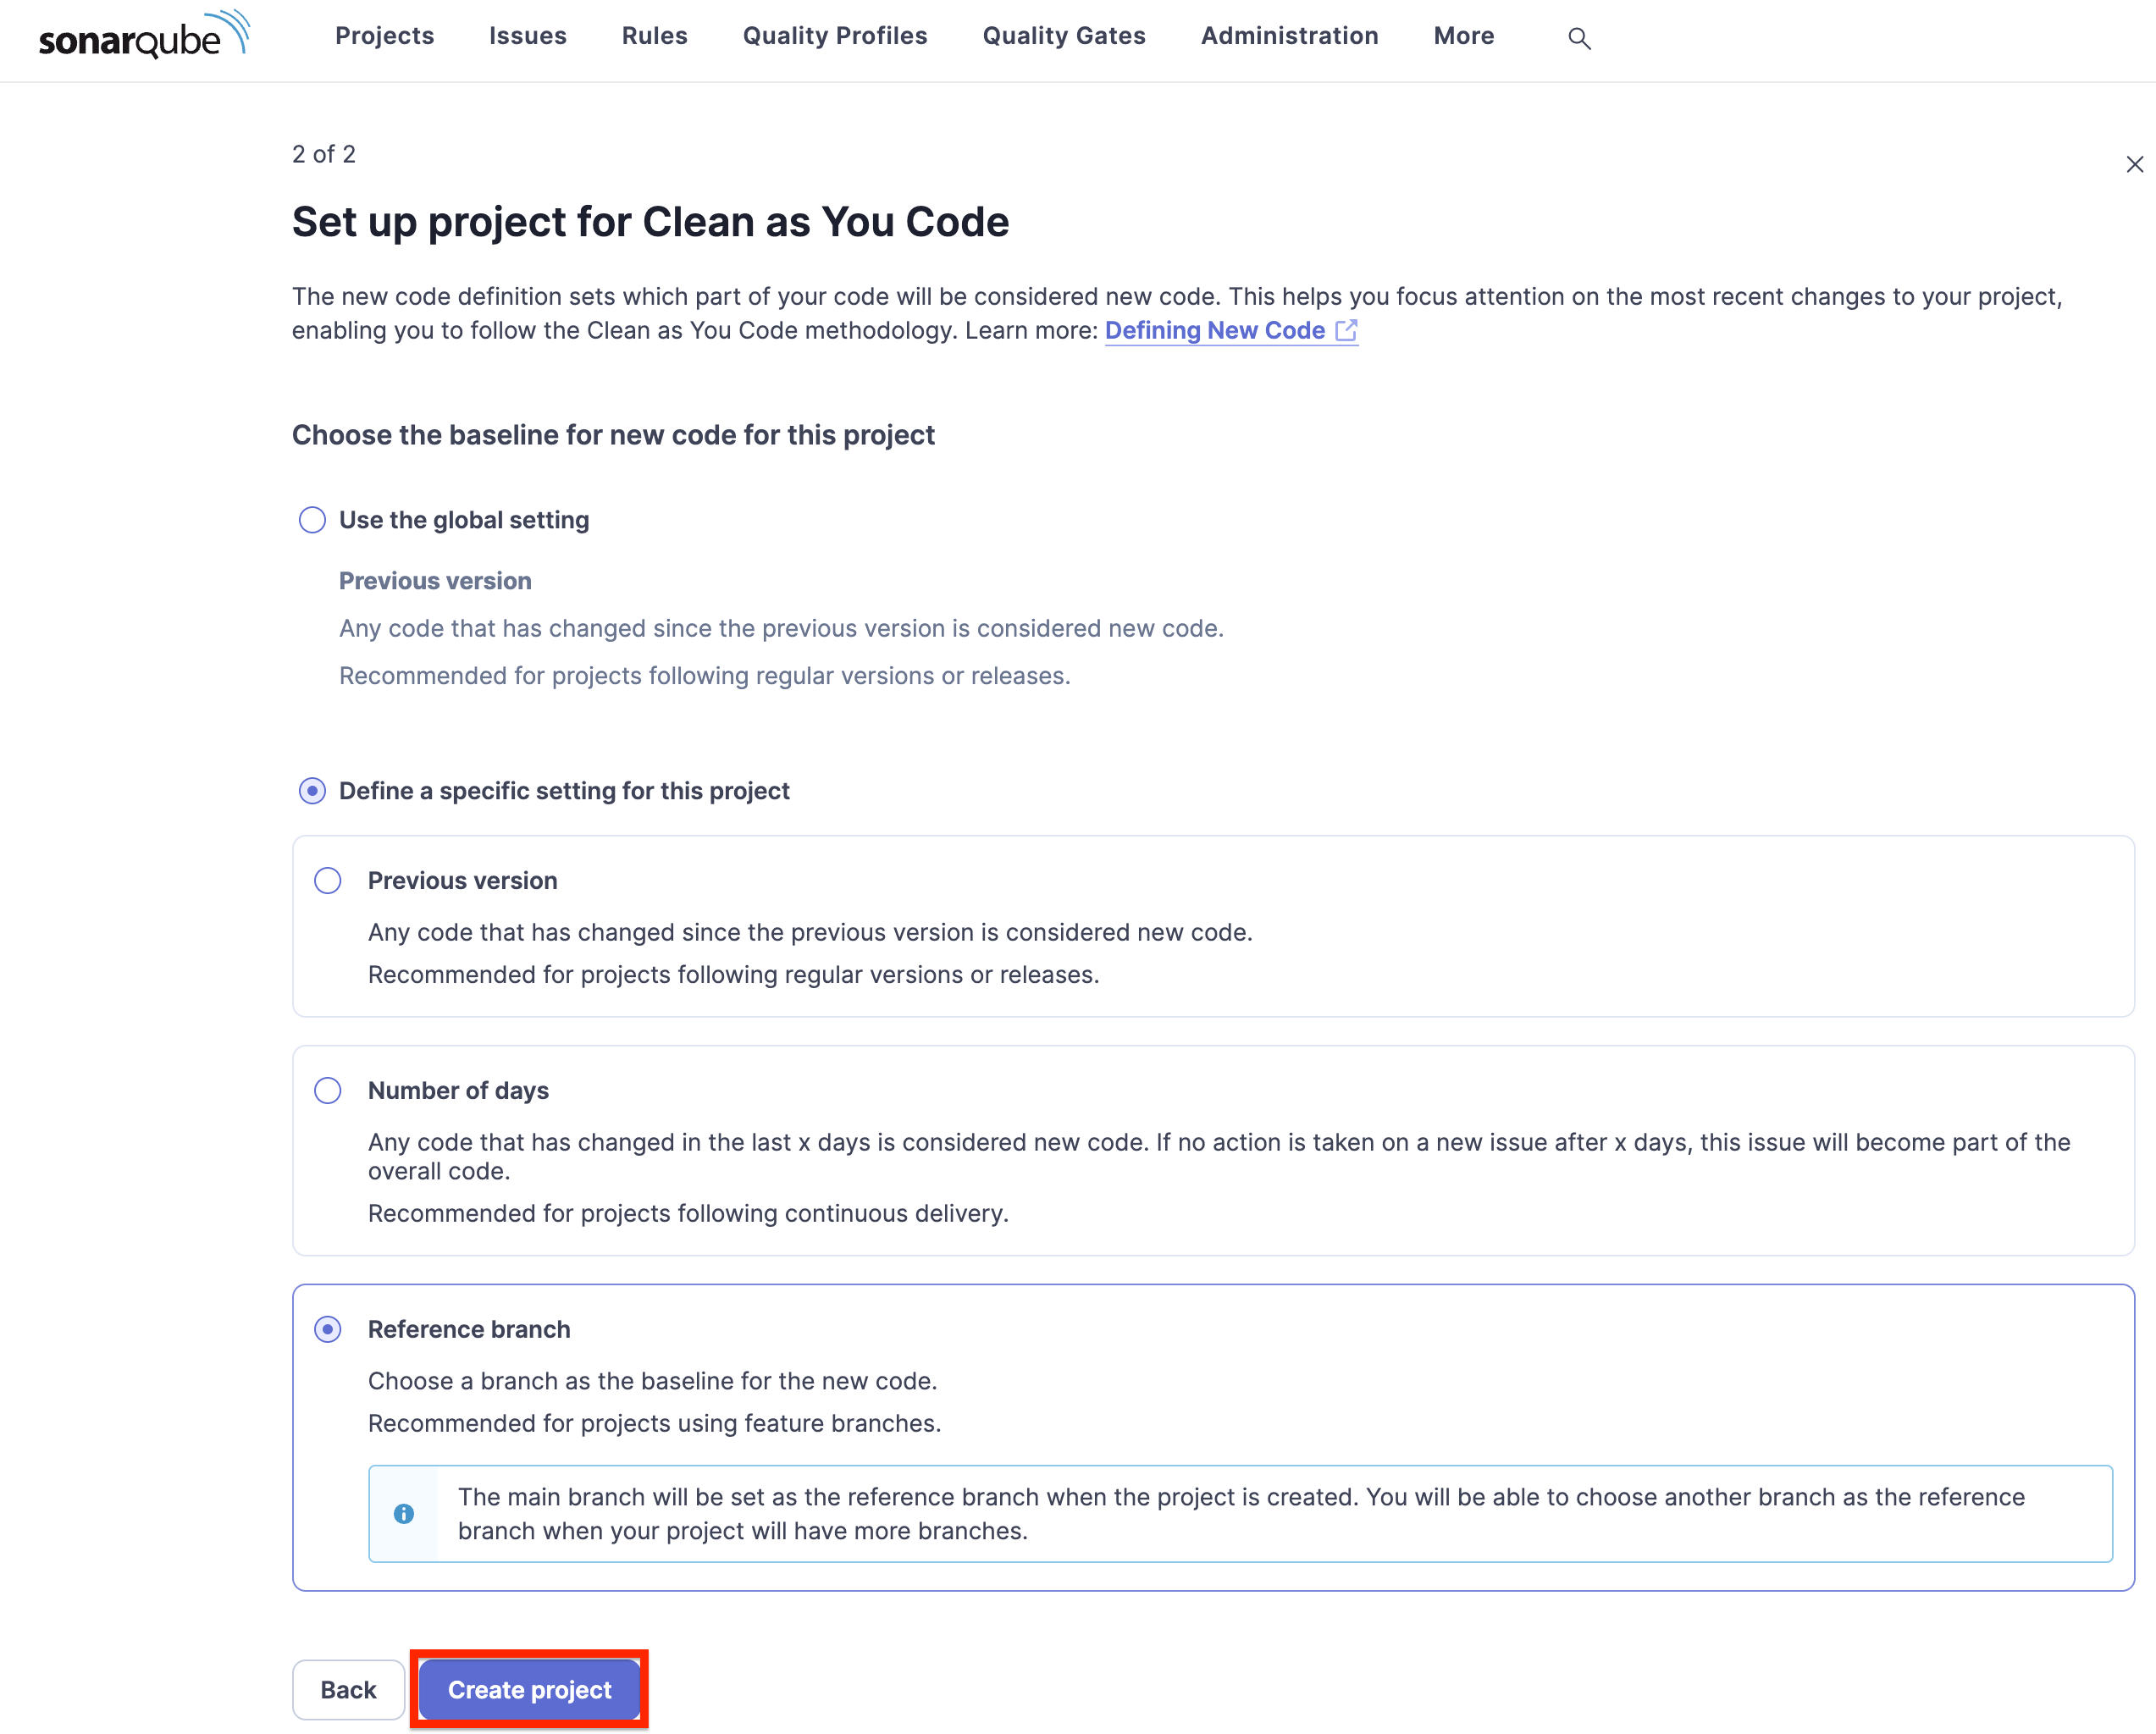 sonarqube
Projects
Issues
Rules
Quality Profiles
Quality Gates
Administration
More
2 of 2
Set up project for Clean as You Code
The new code definition sets which part of your code will be considered new code. This helps you focus attention on the most recent changes to your project,
enabling you to follow the Clean as You Code methodology. Learn more: Defining New Code
Choose the baseline for new code for this project
Use the global setting
Previous version
Any code that has changed since the previous version is considered new code.
Recommended for projects following regular versions or releases.
Define a specific setting for this project
Previous version
Any code that has changed since the previous version is considered new code.
Recommended for projects following regular versions or releases.
Number of days
Any code that has changed in the last x days is considered new code. If no action is taken on a new issue after x days, this issue will become part of the
overall code.
Recommended for projects following continuous delivery.
Reference branch
Choose a branch as the baseline for the new code.
Recommended for projects using feature branches.
The main branch will be set as the reference branch when the project is created. You will be able to choose another branch as the reference
branch when your project will have more branches.
Back
Create project